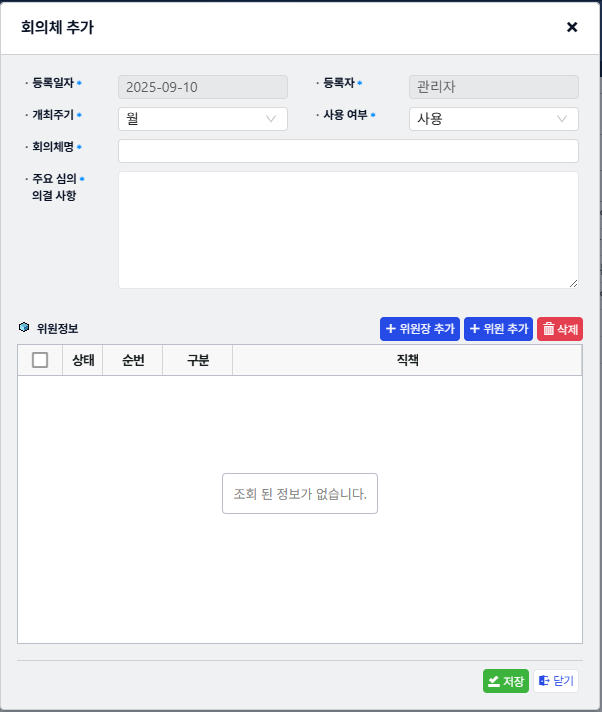 회의체 추가
· 등록일자 * 2025-09-10 · 등록자 * 관리자
· 개최주기 * 월 · 사용 여부 * 사용
· 회의체명 *
· 주요 심의 *
의결 사항
위원정보 + 위원장 추가 + 위원 추가 삭제
상태 순번 구분 직책
조회 된 정보가 없습니다.
저장 닫기